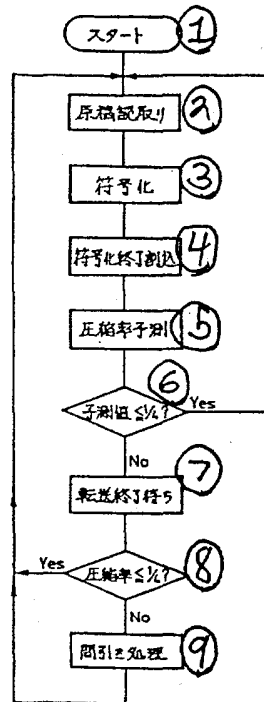 スタート ①
原稿読取り ②
符号化 ③
符号化終了割込 ④
圧縮率予測 ⑤
⑥
予測値≦½?
Yes
No
⑦
転送終了待ち
Yes
圧縮率≦½? ⑧
No
間引き処理 ⑨